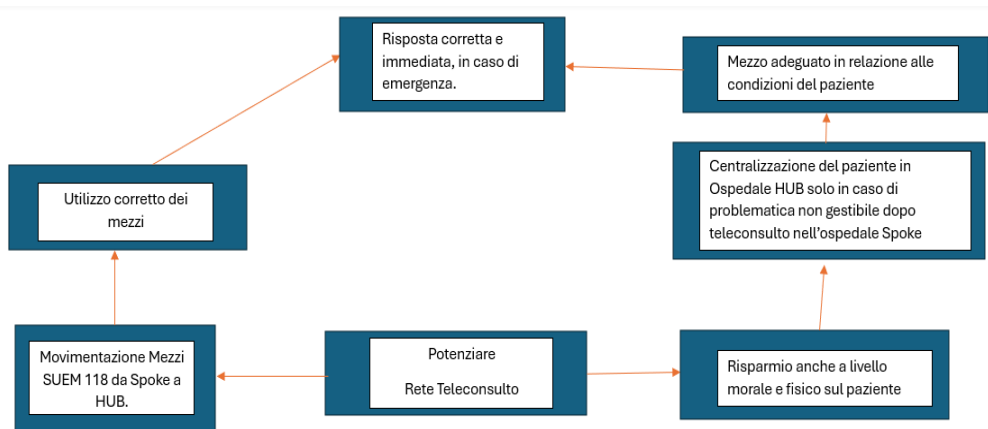 Risposta corretta e
immediata, in caso di
emergenza.
Mezzo adeguato in relazione alle
condizioni del paziente
Utilizzo corretto dei
mezzi
Centralizzazione del paziente in
Ospedale HUB solo in caso di
problematica non gestibile dopo
teleconsulto nell'ospedale Spoke
Movimentazione Mezzi
SUEM 118 da Spoke a
HUB.
Potenziare
Rete Teleconsulto
Risparmio anche a livello
morale e fisico sul paziente